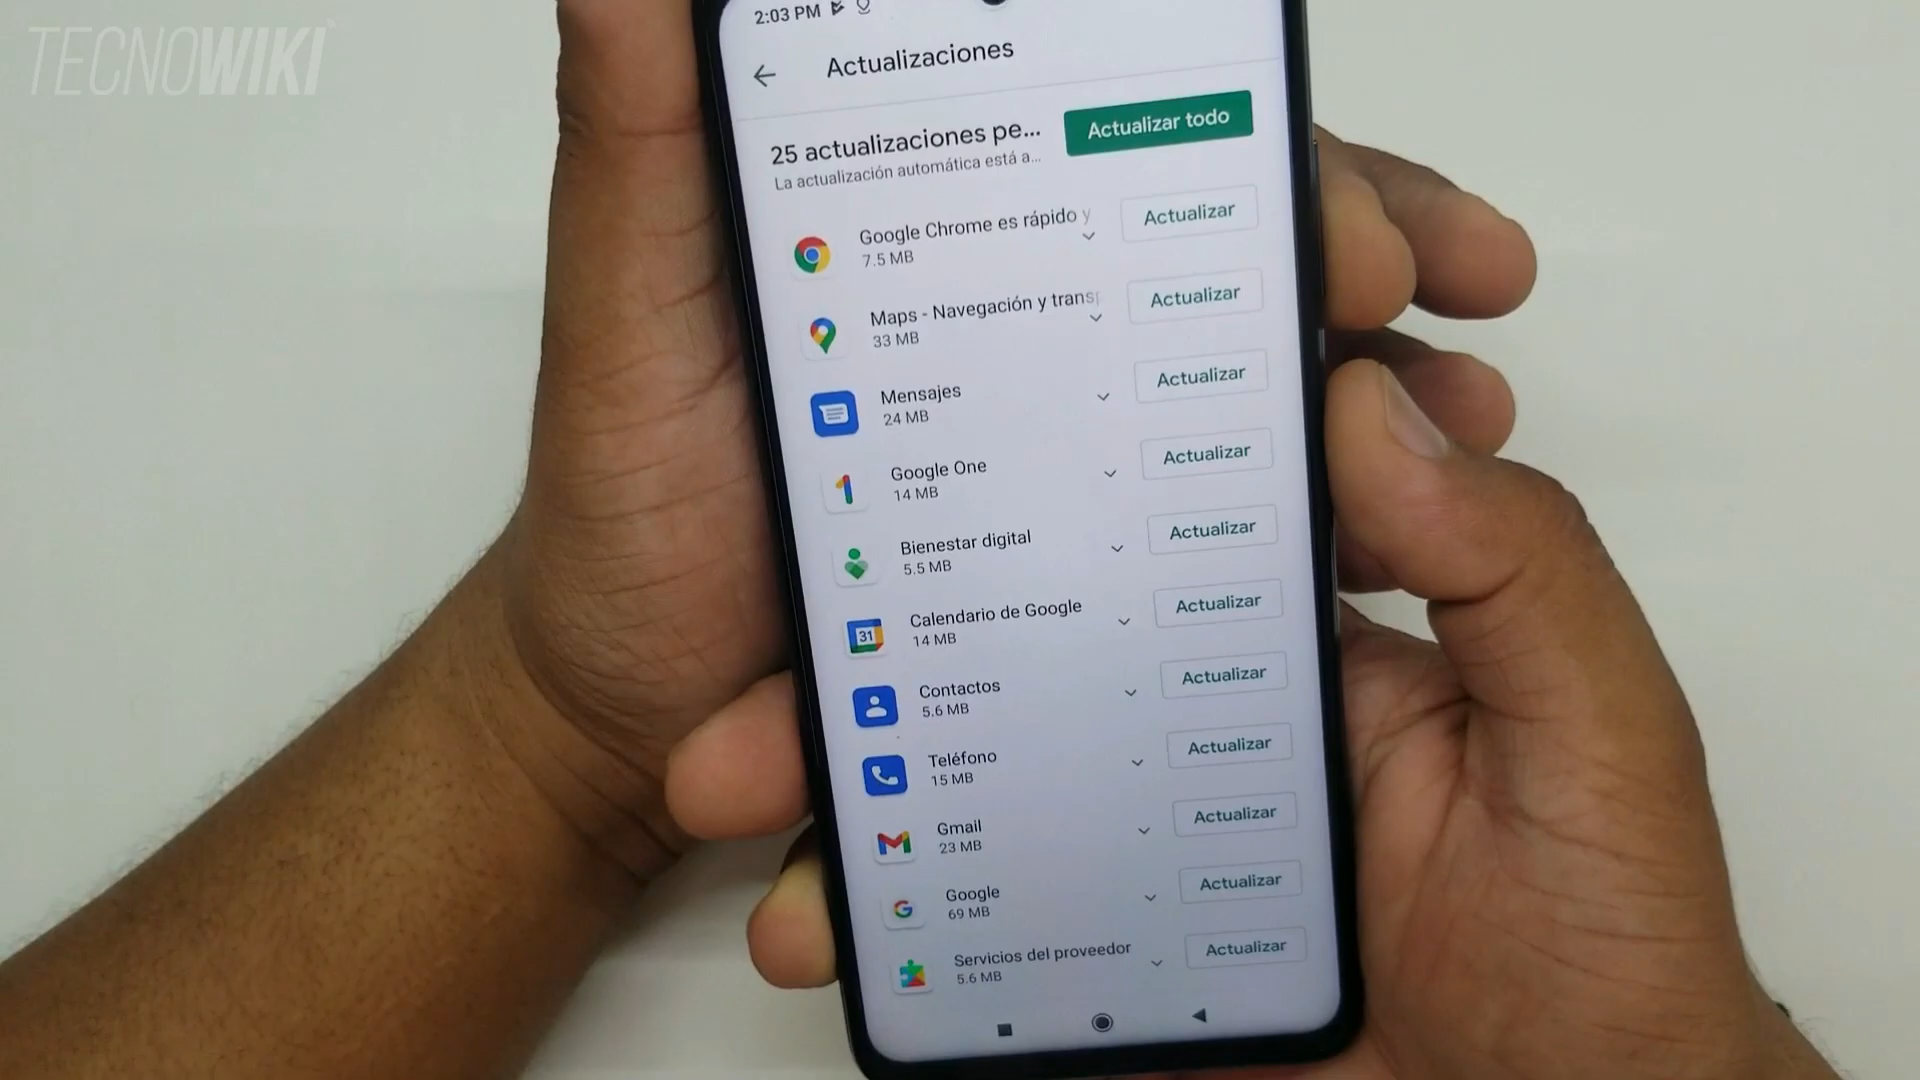 TECNOWIKI
2:03 PM
Actualizaciones
25 actualizaciones pe...
Actualizar todo
La actualización automática está a...
Google Chrome es rápido y
7.5 MB
Actualizar
Maps - Navegación y trans
33 MB
Actualizar
Mensajes
24 MB
Actualizar
Google One
14 MB
Actualizar
Bienestar digital
5.5 MB
Actualizar
31
Calendario de Google
14 MB
Actualizar
Contactos
5.6 MB
Actualizar
Teléfono
15 MB
Actualizar
Gmail
23 MB
Actualizar
Google
69 MB
Actualizar
Servicios del proveedor
5.6 MB
Actualizar